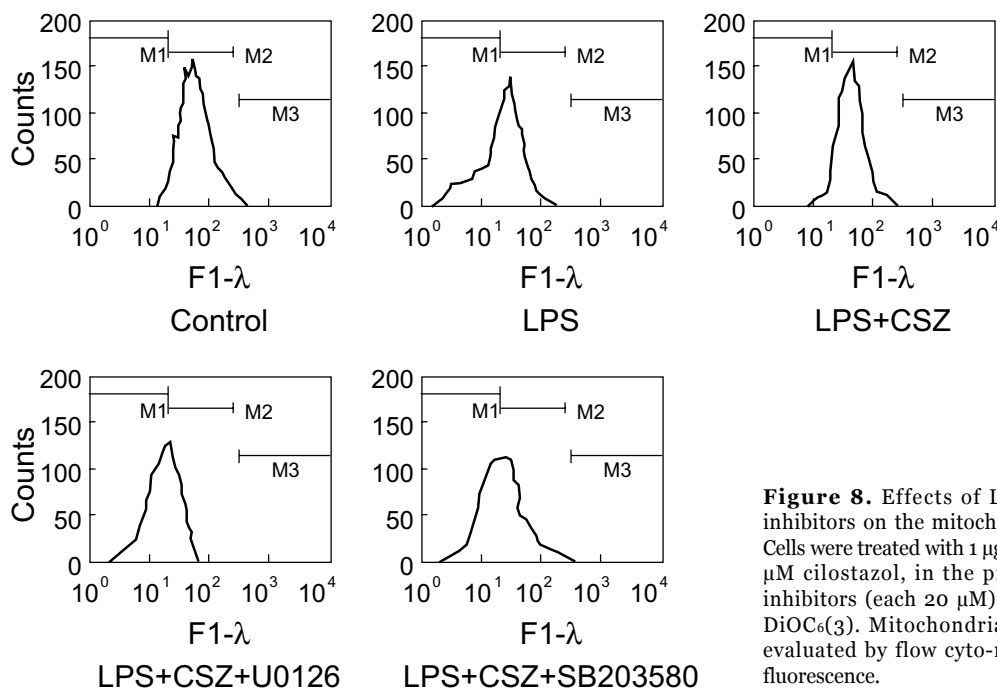 200
150
100
50
0
Counts
M1
M2
M3
10⁰ 10¹ 10² 10³ 10⁴
F1-λ
Control
200
150
100
50
0
M1
M2
M3
10⁰ 10¹ 10² 10³ 10⁴
F1-λ
LPS
200
150
100
50
0
M1
M2
M3
10⁰ 10¹ 10² 10³ 10⁴
F1-λ
LPS+CSZ
200
150
100
50
0
Counts
M1
M2
M3
10⁰ 10¹ 10² 10³ 10⁴
F1-λ
LPS+CSZ+U0126
200
150
100
50
0
M1
M2
M3
10⁰ 10¹ 10² 10³ 10⁴
F1-λ
LPS+CSZ+SB203580
Figure 8. Effects of
inhibitors on the
Cells were treated with 1
µM cilostazol, in the
inhibitors (each 20 µM)
DiOC₆(3).
evaluated by flow
fluorescence.